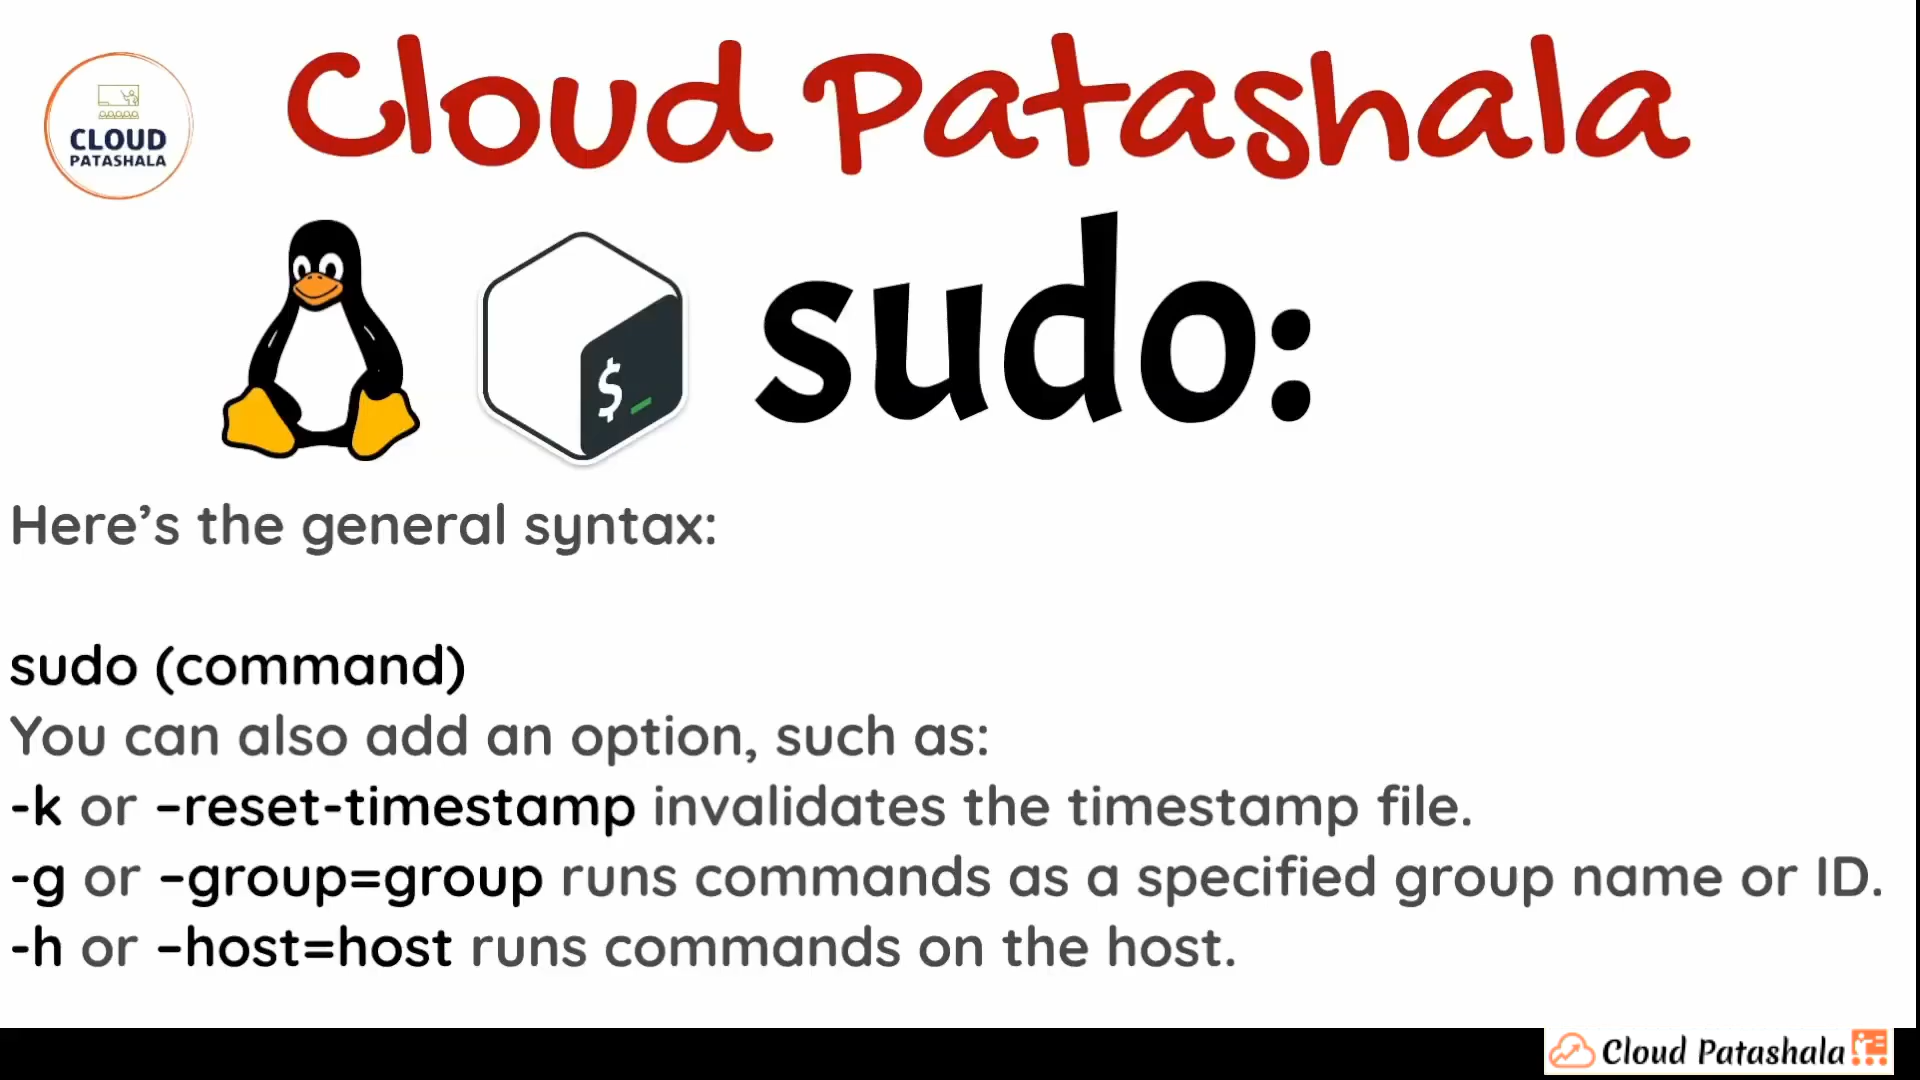 CLOUD
PATASHALA
Cloud Patashala
$_
sudo:
Here’s the general syntax:
sudo (command)
You can also add an option, such as:
-k or –reset-timestamp invalidates the timestamp file.
-g or –group=group runs commands as a specified group name or ID.
-h or –host=host runs commands on the host.
Cloud Patashala